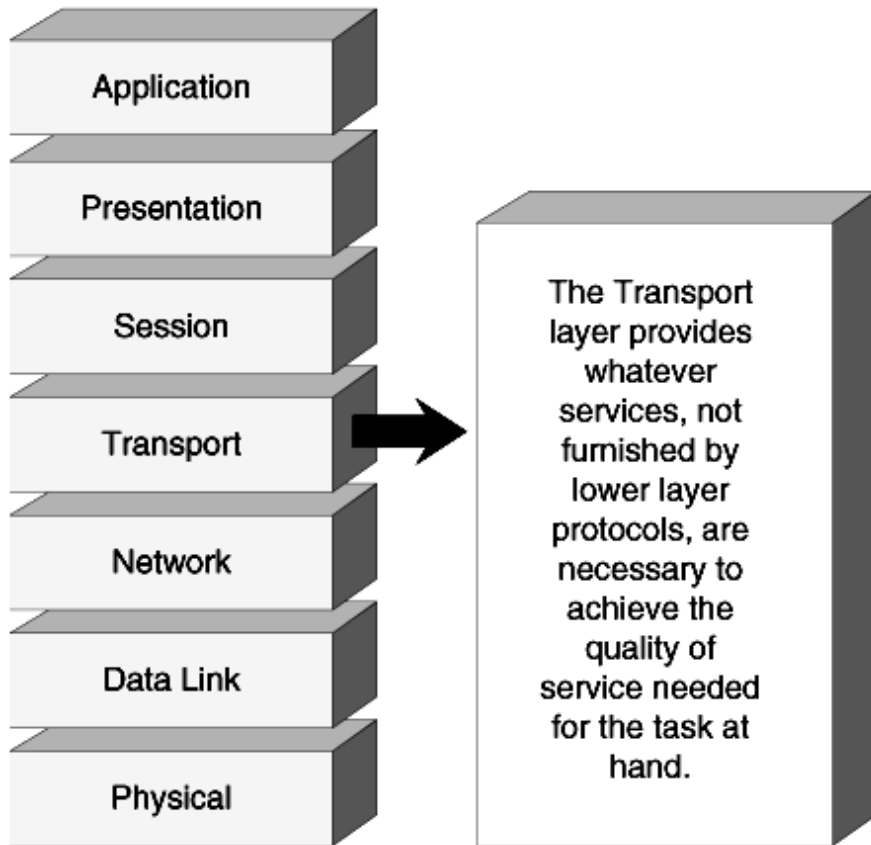 Application
Presentation
Session
Transport
Network
Data Link
Physical
The Transport
layer provides
whatever
services, not
furnished by
lower layer
protocols, are
necessary to
achieve the
quality of
service needed
for the task at
hand.